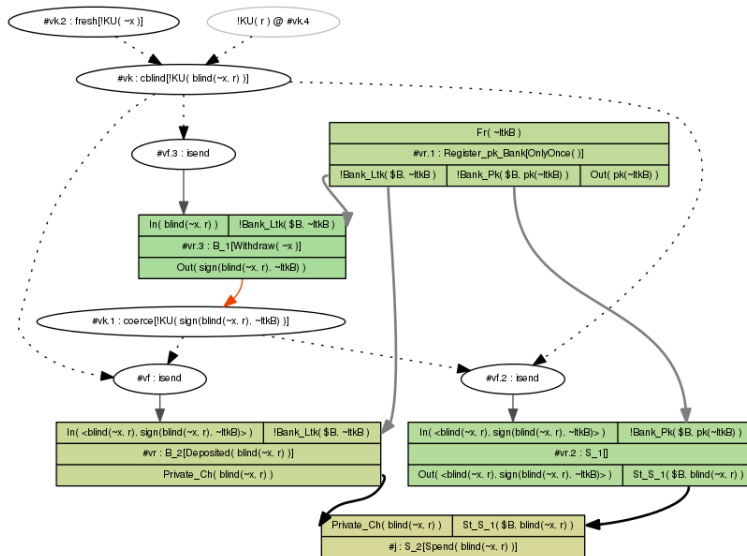 #vk.2 : fresh[!KU( ~x )]
!KU( r ) @ #vk.4
#vk : cblind[!KU( blind(~x, r) )]
#vf.3 : isend
Fr( ~ltkB )
#vr.1 : Register_pk_Bank[OnlyOnce( )]
!Bank_Ltk( $B, ~ltkB ) !Bank_Pk( $B, pk(~ltkB) ) Out( pk(~ltkB) )
In( blind(~x, r) ) !Bank_Ltk( $B, ~ltkB )
#vr.3 : B_1[Withdraw( ~x )]
Out( sign(blind(~x, r), ~ltkB) )
#vk.1 : coerce[!KU( sign(blind(~x, r), ~ltkB) )]
#vf : isend
#vf.2 : isend
In( <blind(~x, r), sign(blind(~x, r), ~ltkB)> ) !Bank_Ltk( $B, ~ltkB )
#vr : B_2[Deposited( blind(~x, r) )]
Private_Ch( blind(~x, r) )
In( <blind(~x, r), sign(blind(~x, r), ~ltkB)> ) !Bank_Pk( $B, pk(~ltkB) )
#vr.2 : S_1[]
Out( <blind(~x, r), sign(blind(~x, r), ~ltkB)> ) St_S_1( $B, blind(~x, r) )
Private_Ch( blind(~x, r) ) St_S_1( $B, blind(~x, r) )
#j : S_2[Spend( blind(~x, r) )]